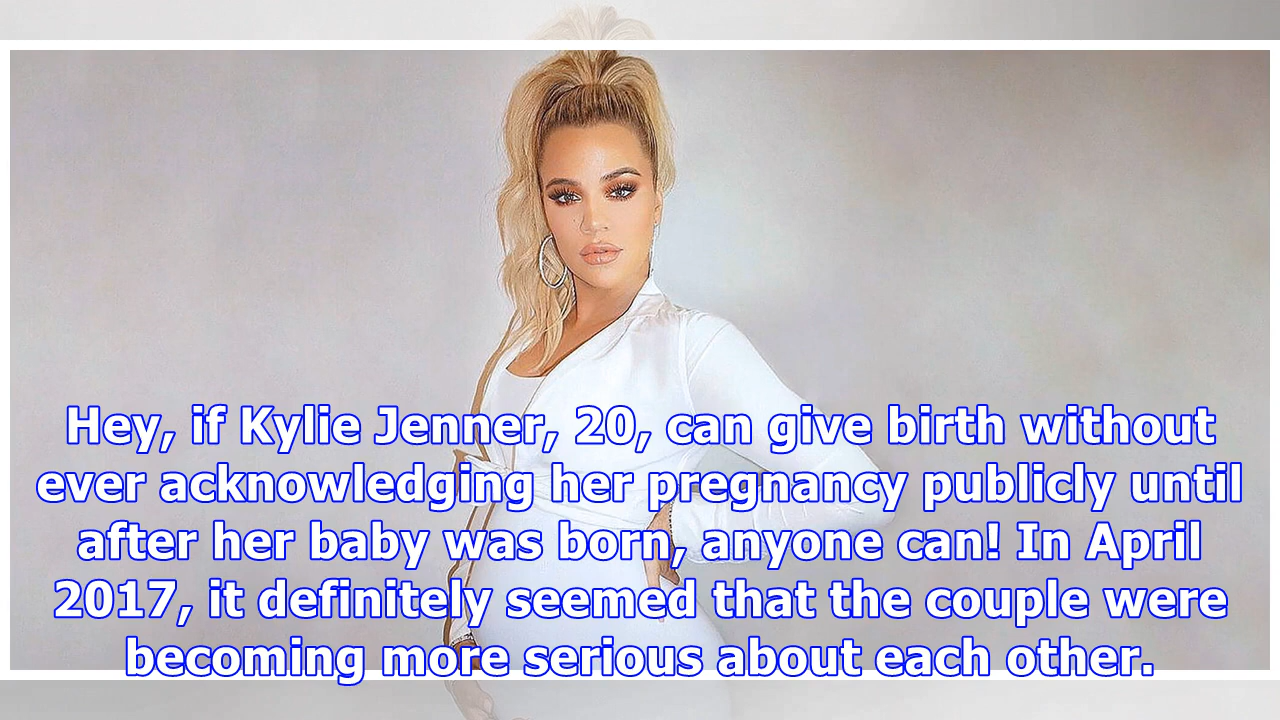 Hey, if Kylie Jenner, 20, can give birth without
ever acknowledging her pregnancy publicly until
after her baby was born, anyone can! In April
2017, it definitely seemed that the couple were
becoming more serious about each other.